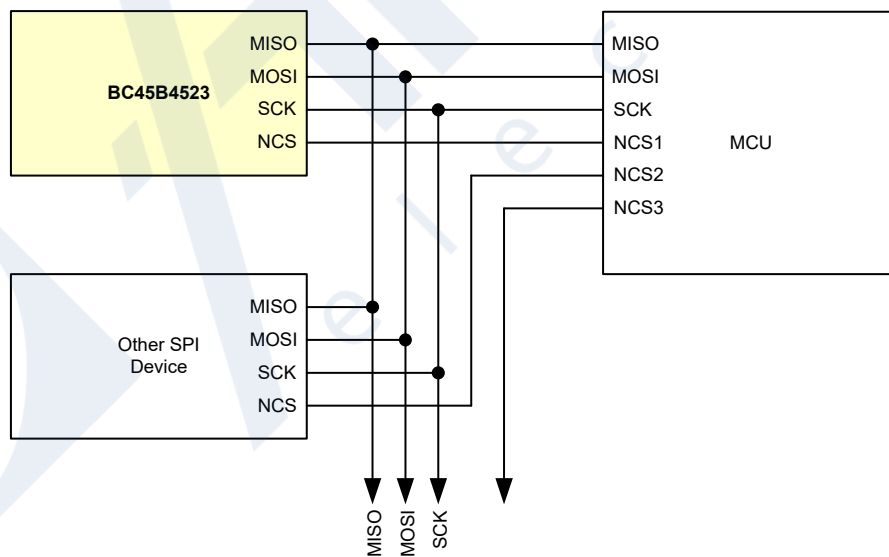 BC45B4523
MISO
MOSI
SCK
NCS
MISO
MOSI
SCK
NCS1
NCS2
NCS3
MCU
Other SPI
Device
MISO
MOSI
SCK
NCS
MISO
MOSI
SCK
e l e c